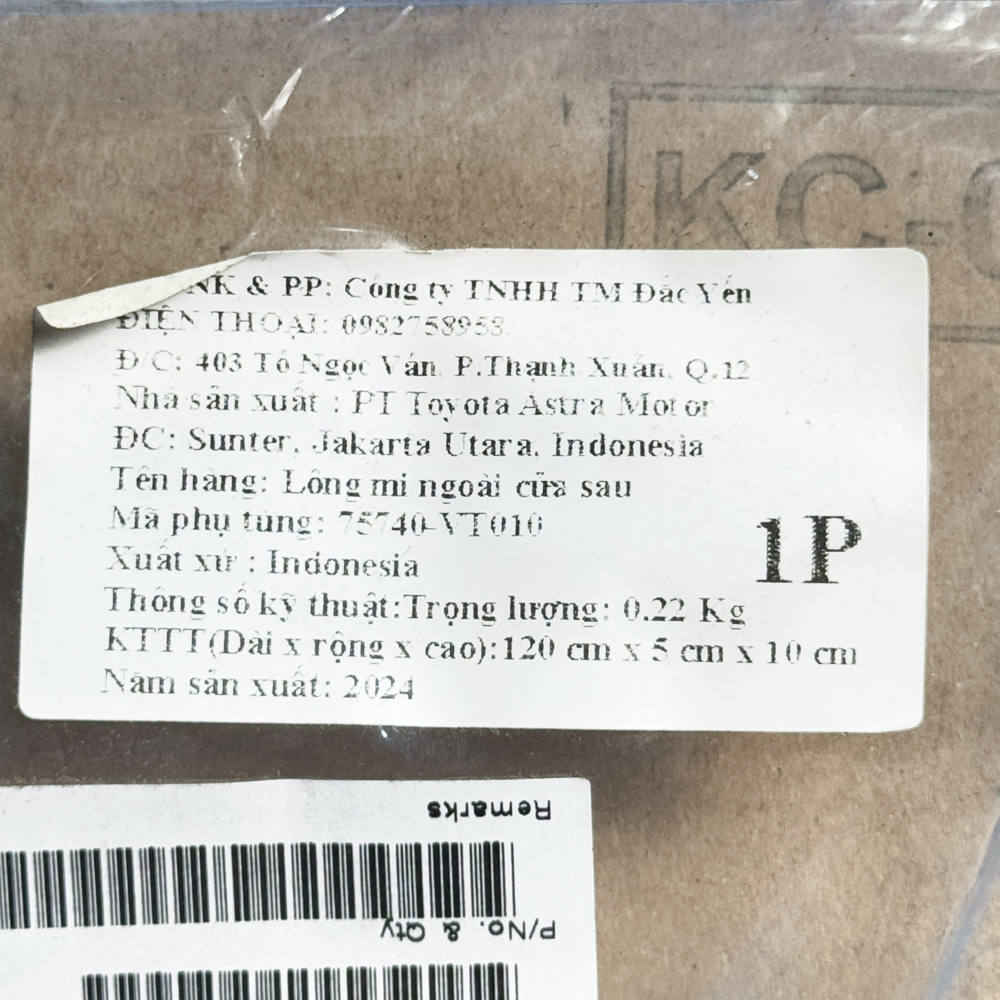 KC-0
NK & PP: Công ty TNHH TM Đắc Yến
ĐIỆN THOẠI: 0982758958
Đ/C: 403 Tô Ngọc Vân, P.Thạnh Xuân, Q.12
Nhà sản xuất : PT Toyota Astra Motor
ĐC: Sunter, Jakarta Utara, Indonesia
Tên hàng: Lông mi ngoài cửa sau
Mã phụ tùng: 75740-VT010
Xuất xứ : Indonesia
1P
Thông số kỹ thuật:Trọng lượng: 0.22 Kg
KTTT(Dài x rộng x cao):120 cm x 5 cm x 10 cm
Năm sản xuất: 2024
Remarks
P/No. & Qty